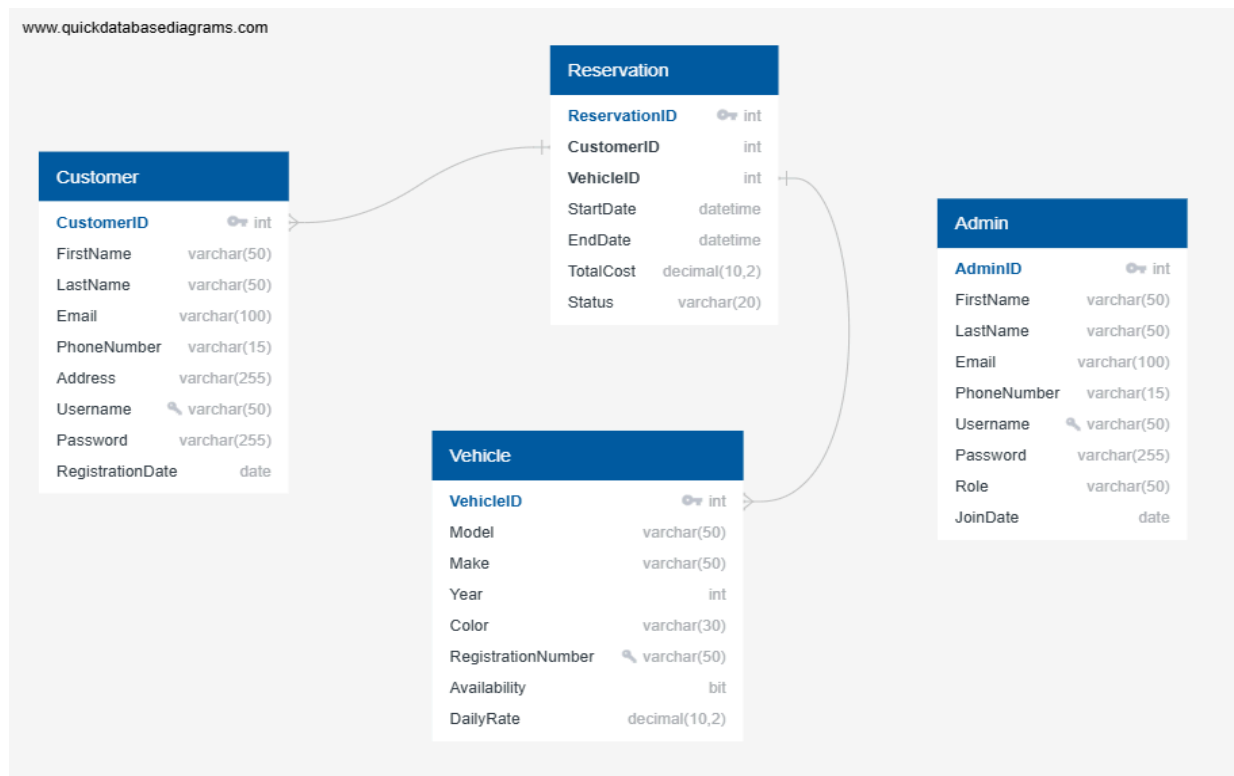 www.quickdatabasediagrams.com
Reservation
ReservationID int
CustomerID int
VehicleID int
StartDate datetime
EndDate datetime
TotalCost decimal(10,2)
Status varchar(20)
Customer
CustomerID int
FirstName varchar(50)
LastName varchar(50)
Email varchar(100)
PhoneNumber varchar(15)
Address varchar(255)
Username varchar(50)
Password varchar(255)
RegistrationDate date
Admin
AdminID int
FirstName varchar(50)
LastName varchar(50)
Email varchar(100)
PhoneNumber varchar(15)
Username varchar(50)
Password varchar(255)
Role varchar(50)
JoinDate date
Vehicle
VehicleID int
Model varchar(50)
Make varchar(50)
Year int
Color varchar(30)
RegistrationNumber varchar(50)
Availability bit
DailyRate decimal(10,2)